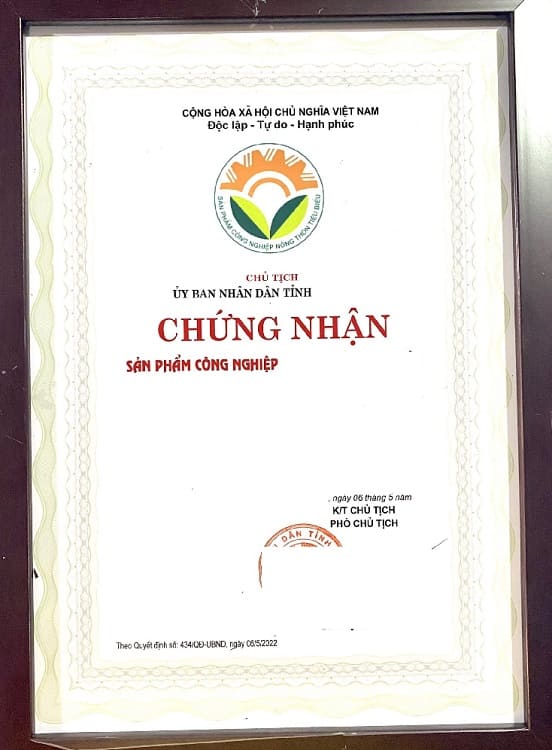 CỘNG HÒA XÃ HỘI CHỦ NGHĨA VIỆT NAM
Độc lập - Tự do - Hạnh phúc
SẢN PHẨM CÔNG NGHIỆP NÔNG THÔN TIÊU BIỂU
CHỦ TỊCH
ỦY BAN NHÂN DÂN TỈNH
CHỨNG NHẬN
SẢN PHẨM CÔNG NGHIỆP
, ngày 06 tháng 5 năm
K/T CHỦ TỊCH
PHÓ CHỦ TỊCH
DÂN TỈNH
Theo Quyết định số: 434/QĐ-UBND, ngày 06/5/2022